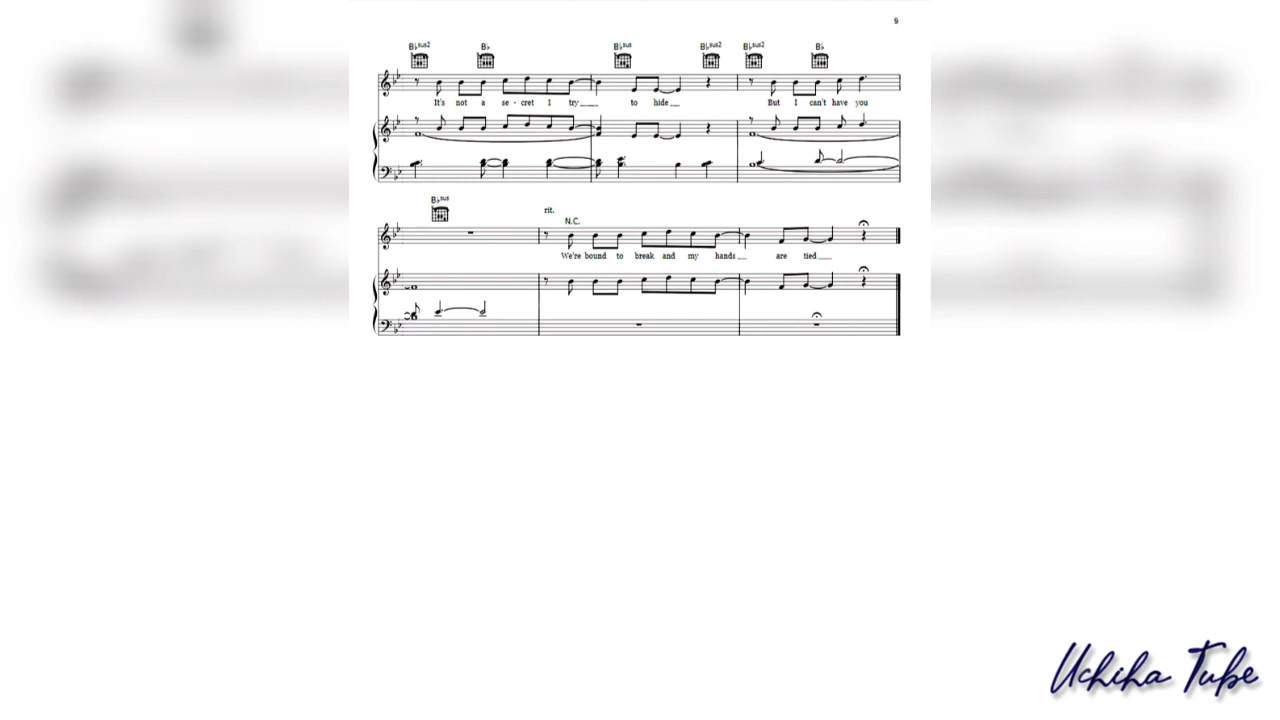 9
B♭sus2 B♭ B♭sus B♭sus2 B♭sus2 B♭
It's not a se - cret I try to hide But I can't have you
B♭sus
rit.
N.C.
We're bound to break and my hands are tied
Uchiha Tube